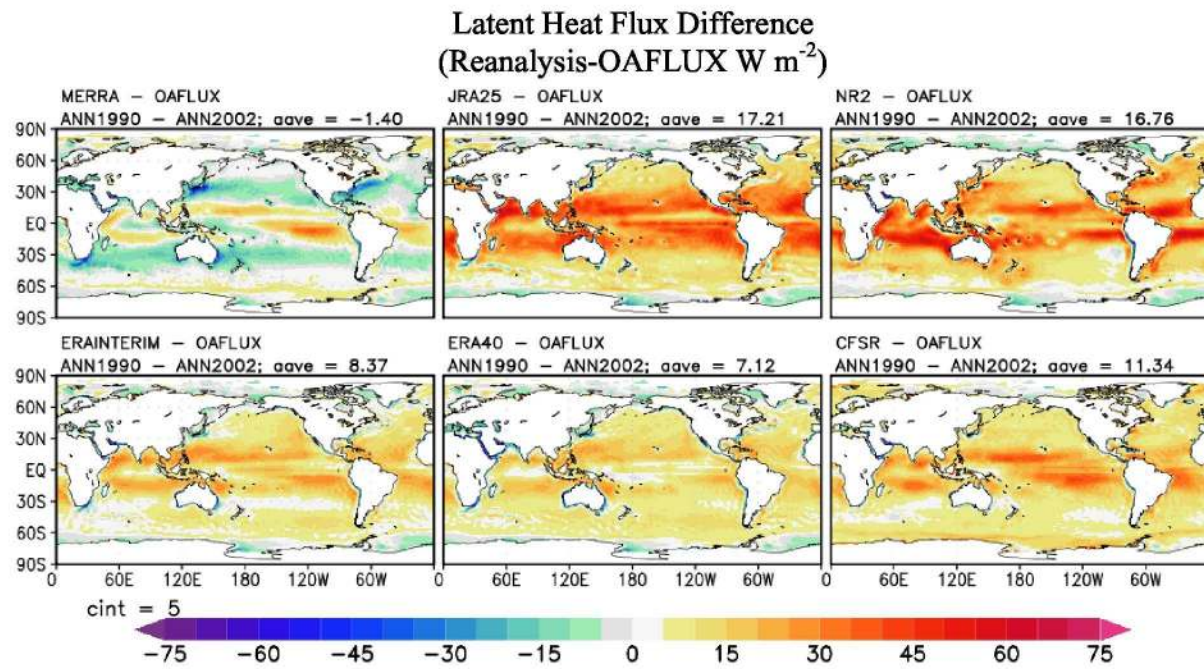 Latent Heat Flux Difference
(Reanalysis-OAFLUX W m-2)
MERRA – OAFLUX
ANN1990 – ANN2002; aave = –1.40
JRA25 – OAFLUX
ANN1990 – ANN2002; aave = 17.21
NR2 – OAFLUX
ANN1990 – ANN2002; aave = 16.76
90N
60N
30N
EQ
30S
60S
90S
ERAINTERIM – OAFLUX
ANN1990 – ANN2002; aave = 8.37
ERA40 – OAFLUX
ANN1990 – ANN2002; aave = 7.12
CFSR – OAFLUX
ANN1990 – ANN2002; aave = 11.34
90N
60N
30N
EQ
30S
60S
90S
0 60E 120E 180 120W 60W
0 60E 120E 180 120W 60W
0 60E 120E 180 120W 60W
cint = 5
–75 –60 –45 –30 –15 0 15 30 45 60 75